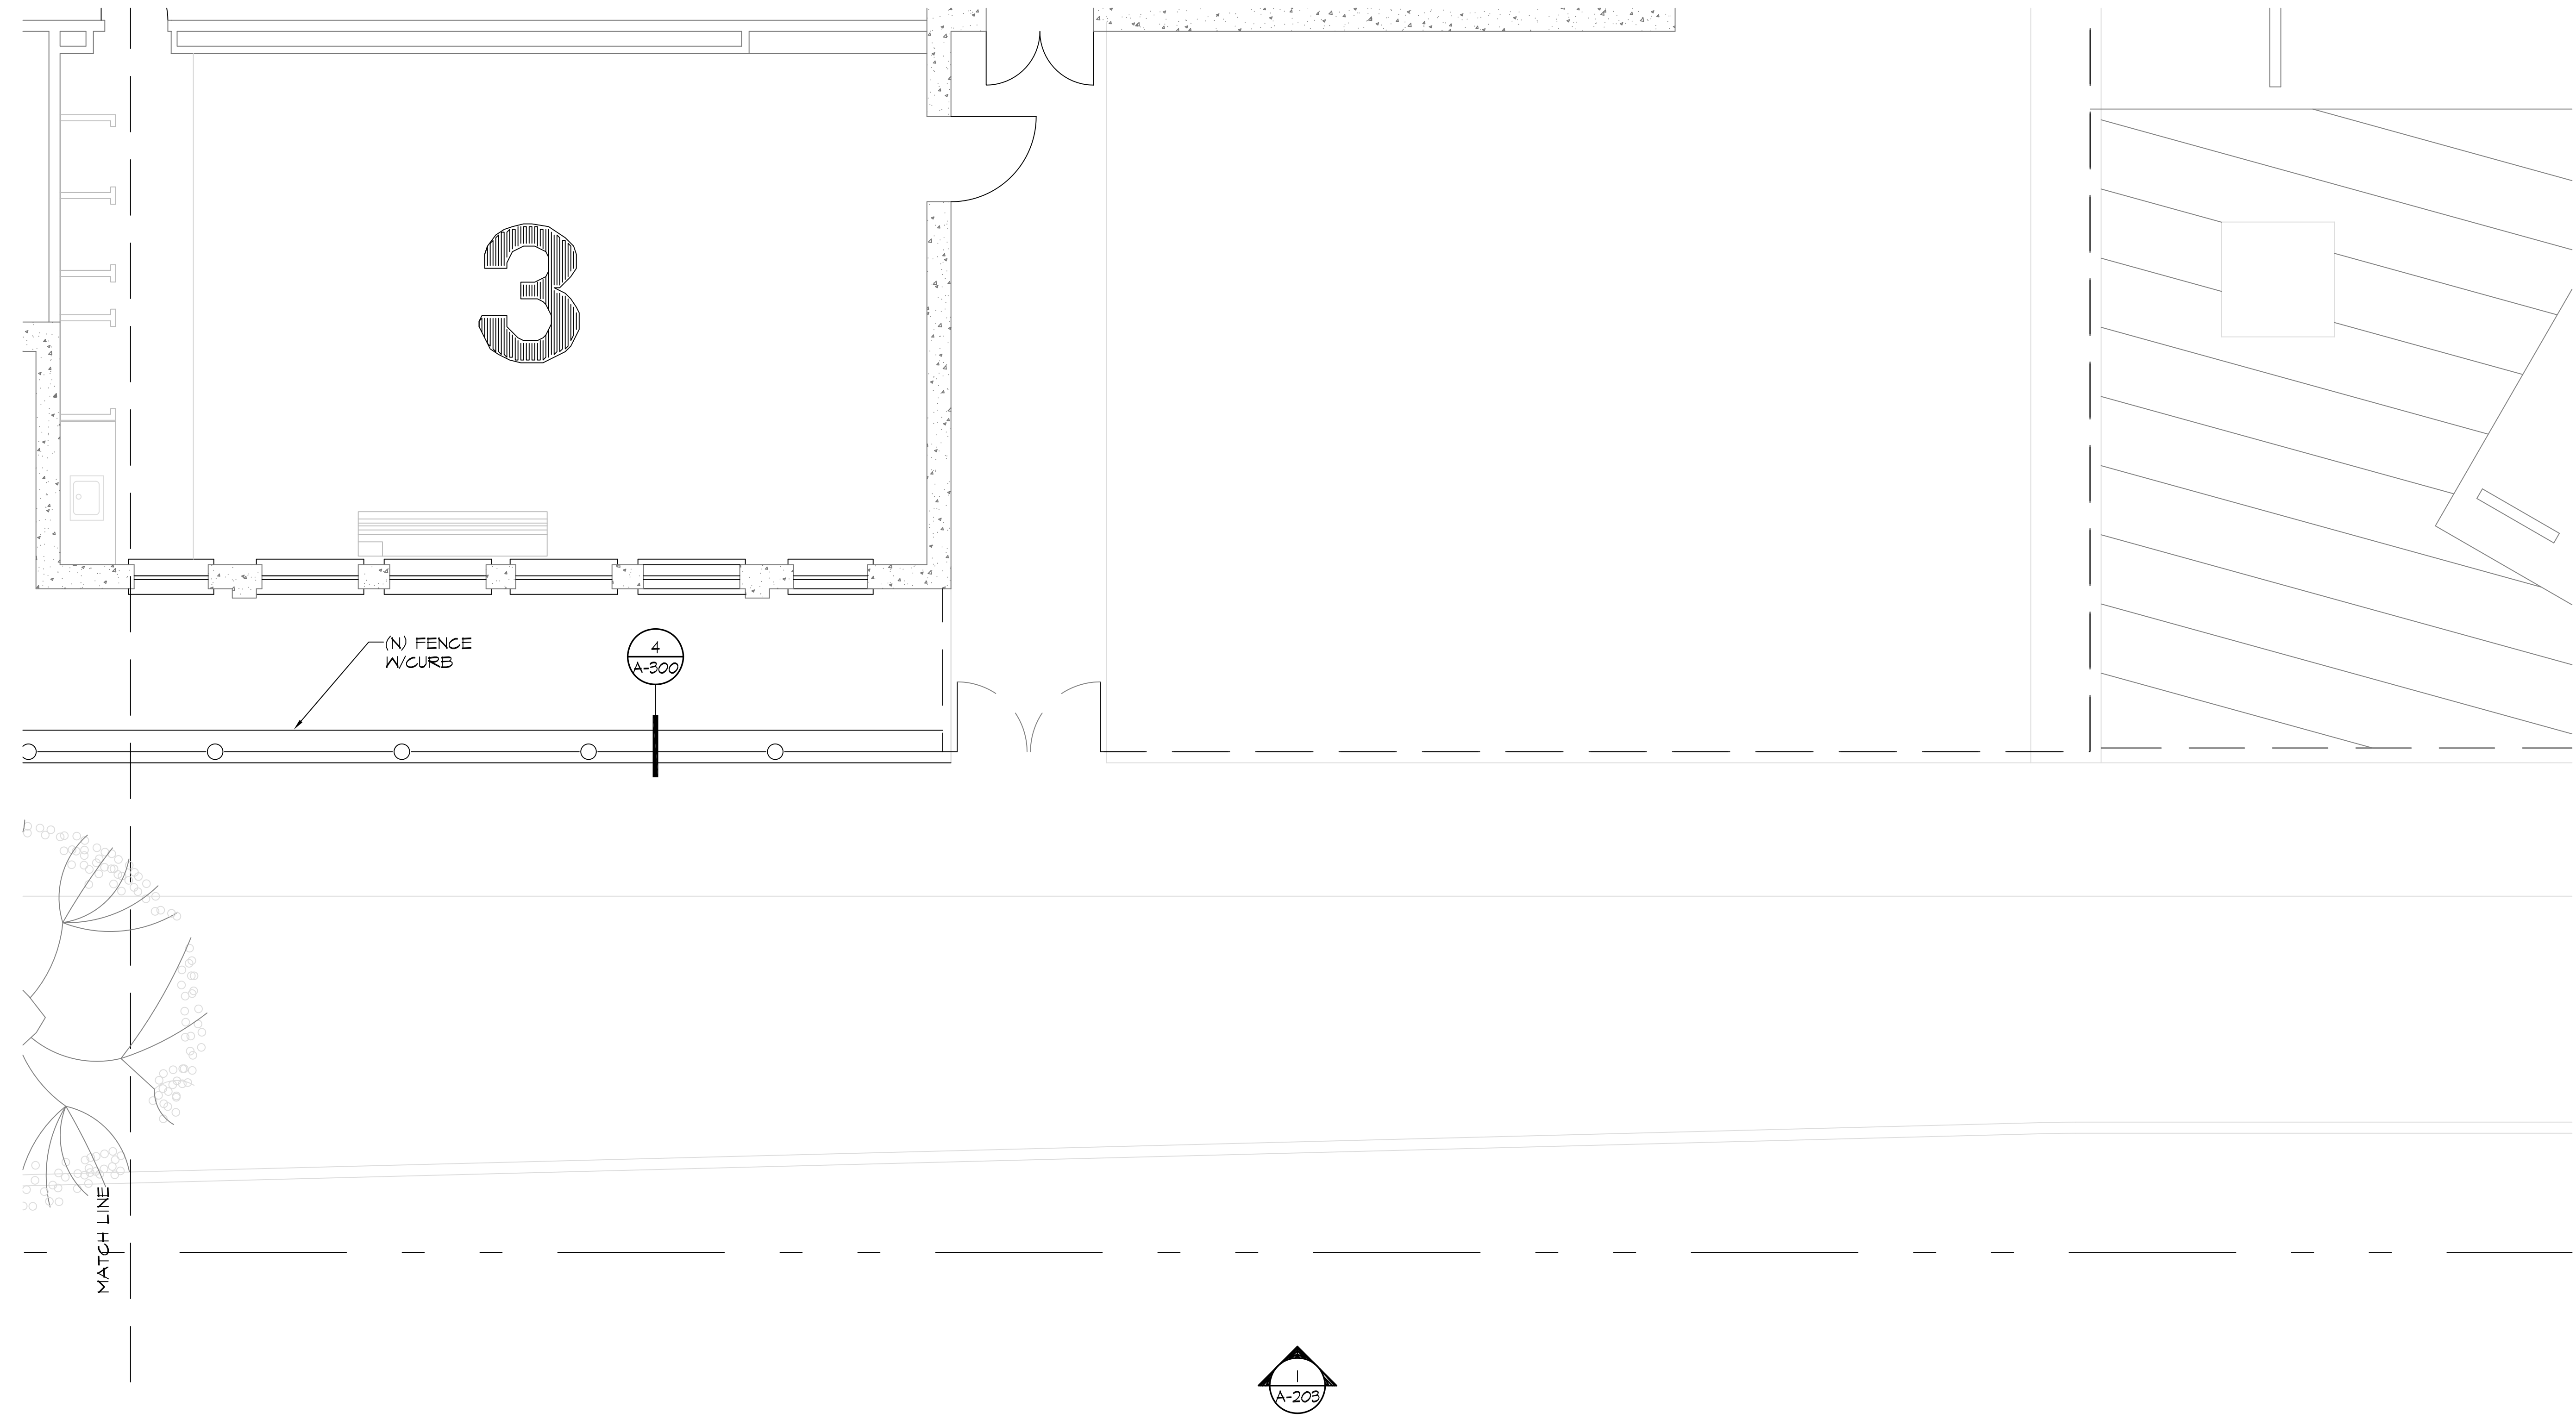 3
(N) FENCE
W/CURB
4
A-300
MATCH LINE
1
A-203